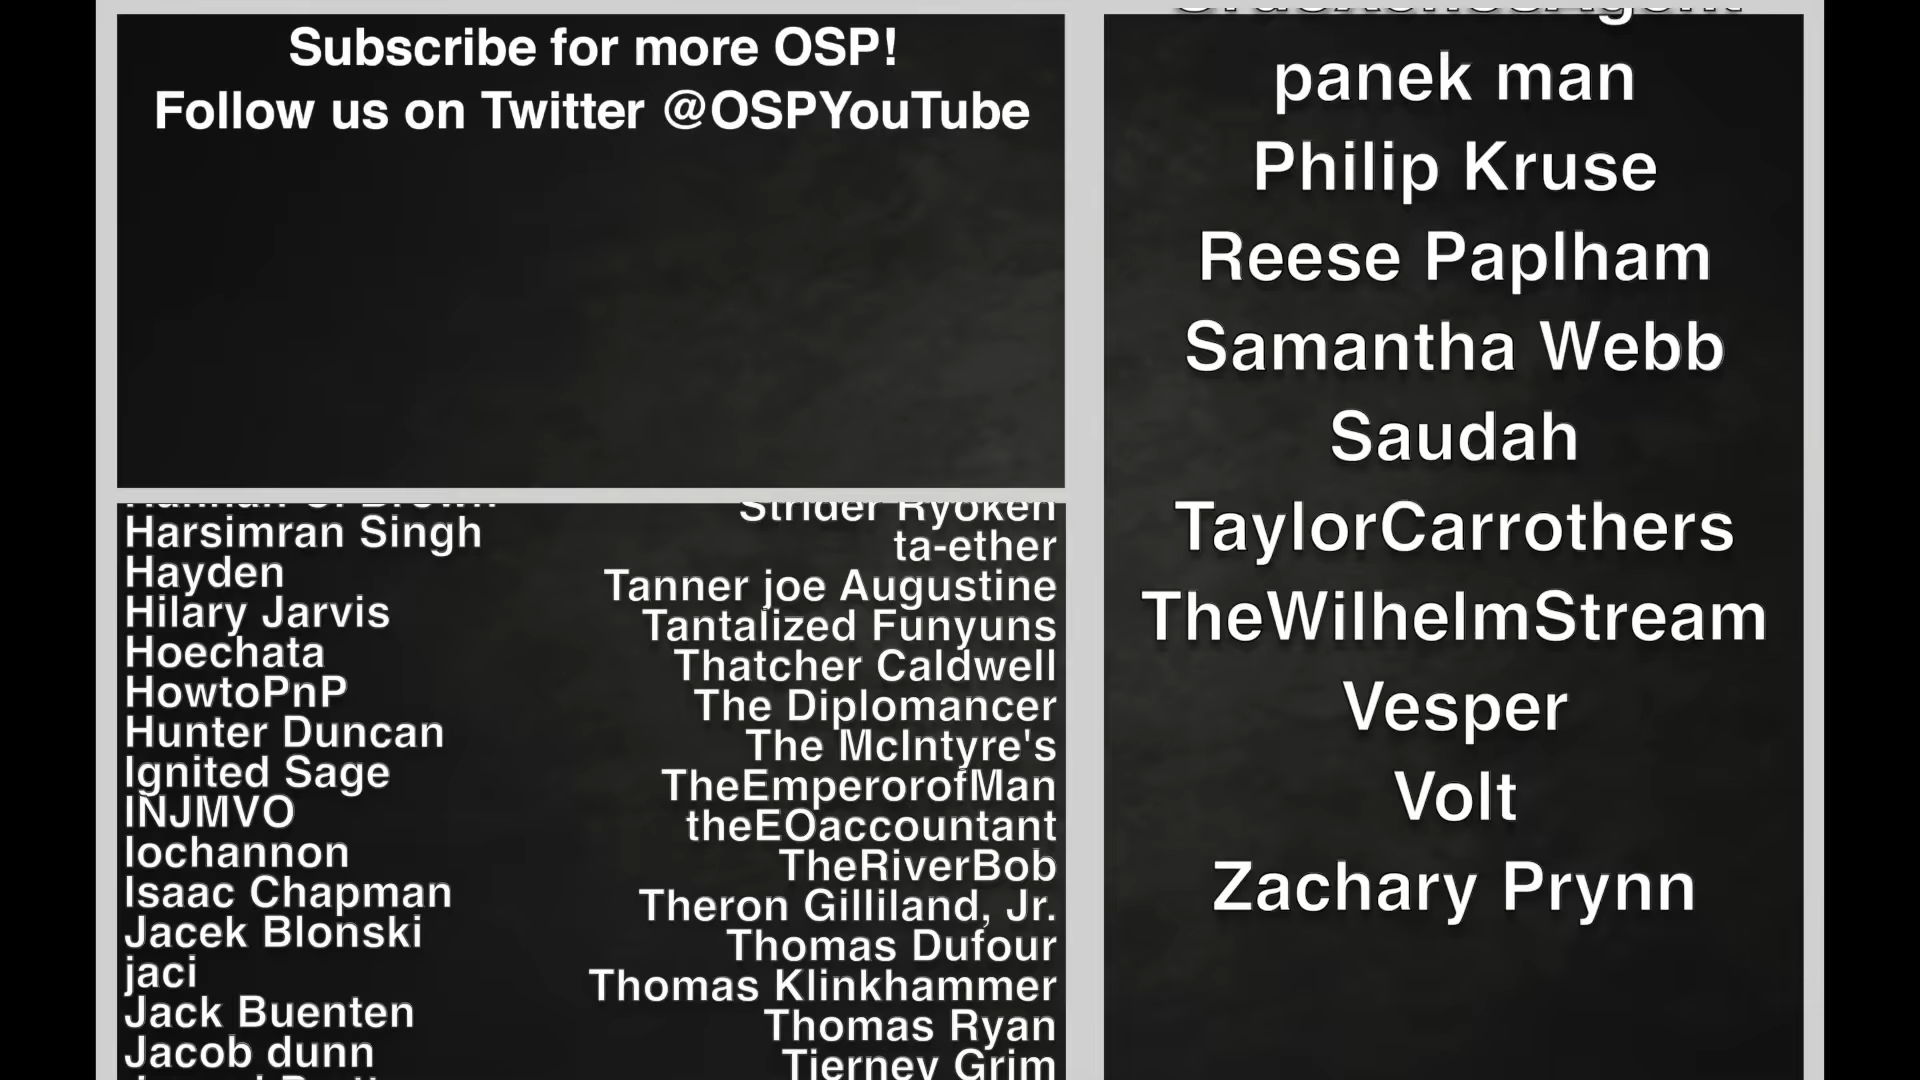 Subscribe for more OSP!
Follow us on Twitter @OSPYouTube
Harsimran Singh
Hayden
Hilary Jarvis
Hoechata
HowtoPnP
Hunter Duncan
Ignited Sage
INJMVO
Iochannon
Isaac Chapman
Jacek Blonski
jaci
Jack Buenten
Jacob dunn
Strider Ryoken
ta-ether
Tanner joe Augustine
Tantalized Funyuns
Thatcher Caldwell
The Diplomancer
The McIntyre's
TheEmperorofMan
theEOaccountant
TheRiverBob
Theron Gilliland, Jr.
Thomas Dufour
Thomas Klinkhammer
Thomas Ryan
Tierney Grim
panek man
Philip Kruse
Reese Paplham
Samantha Webb
Saudah
TaylorCarrothers
TheWilhelmStream
Vesper
Volt
Zachary Prynn